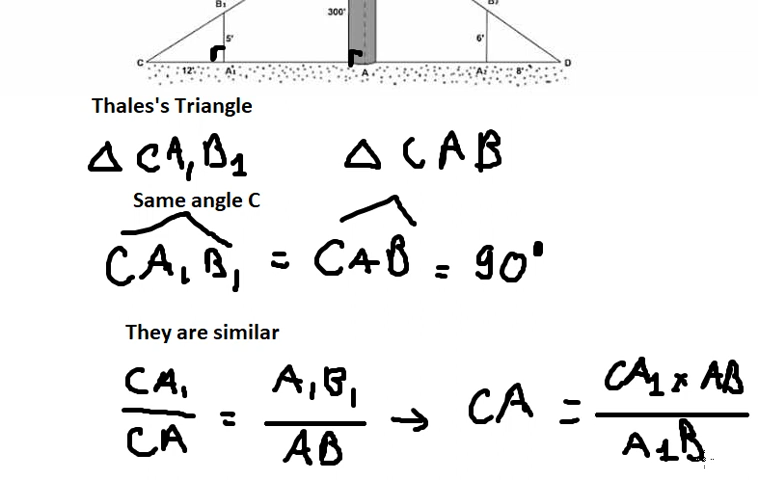 B₁ B₂
300'
5' 6'
C 12' A₁ A A₂ 8' D
Thales's Triangle
Δ CA₁B₁ Δ CAB
Same angle C
CA₁B₁ = CAB = 90°
They are similar
CA₁/CA = A₁B₁/AB → CA = CA₁ x AB/A₁B